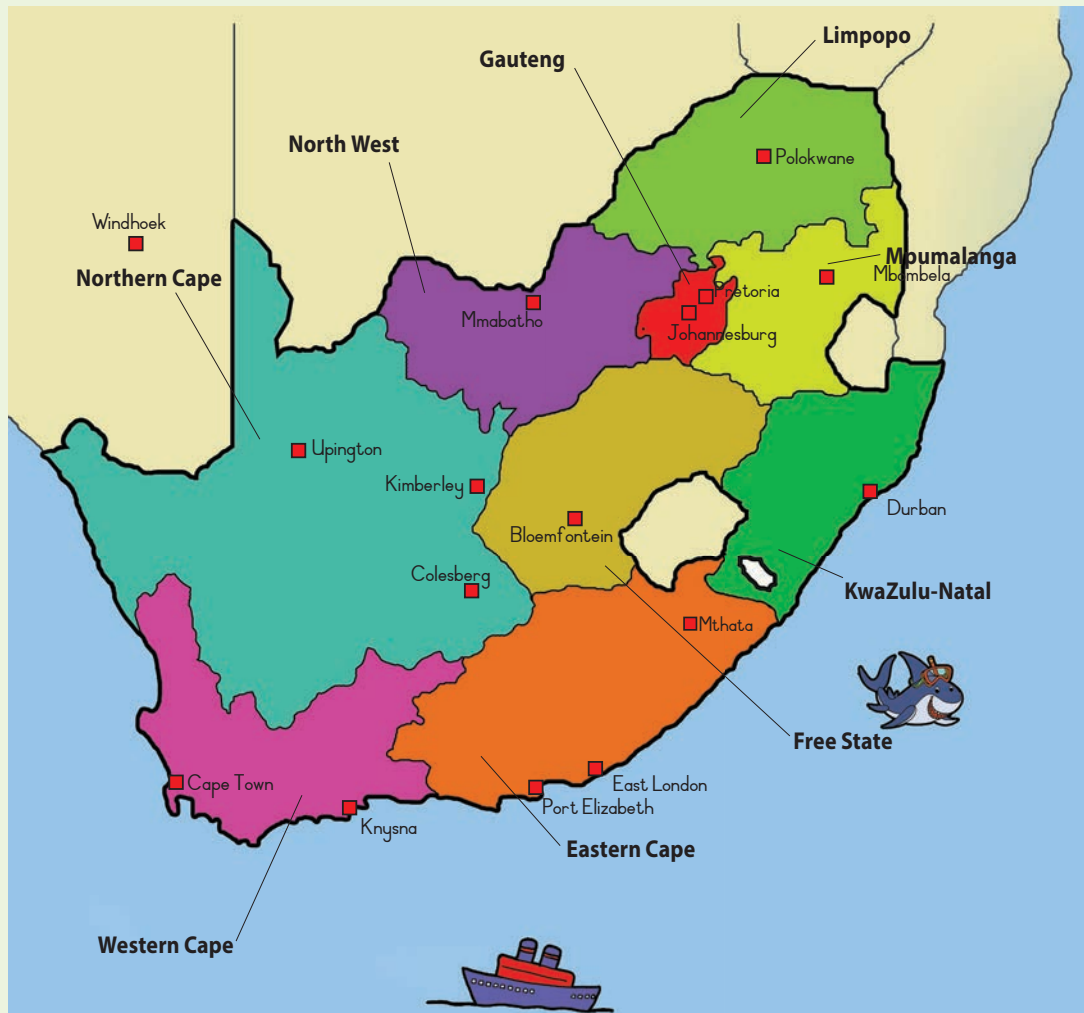 Limpopo
Gauteng
North West
Polokwane
Windhoek
Northern Cape
Mpumalanga
Mbombela
Pretoria
Mmabatho
Johannesburg
Upington
Kimberley
Durban
Bloemfontein
Colesberg
KwaZulu-Natal
Mthata
Free State
Cape Town
East London
Port Elizabeth
Knysna
Eastern Cape
Western Cape